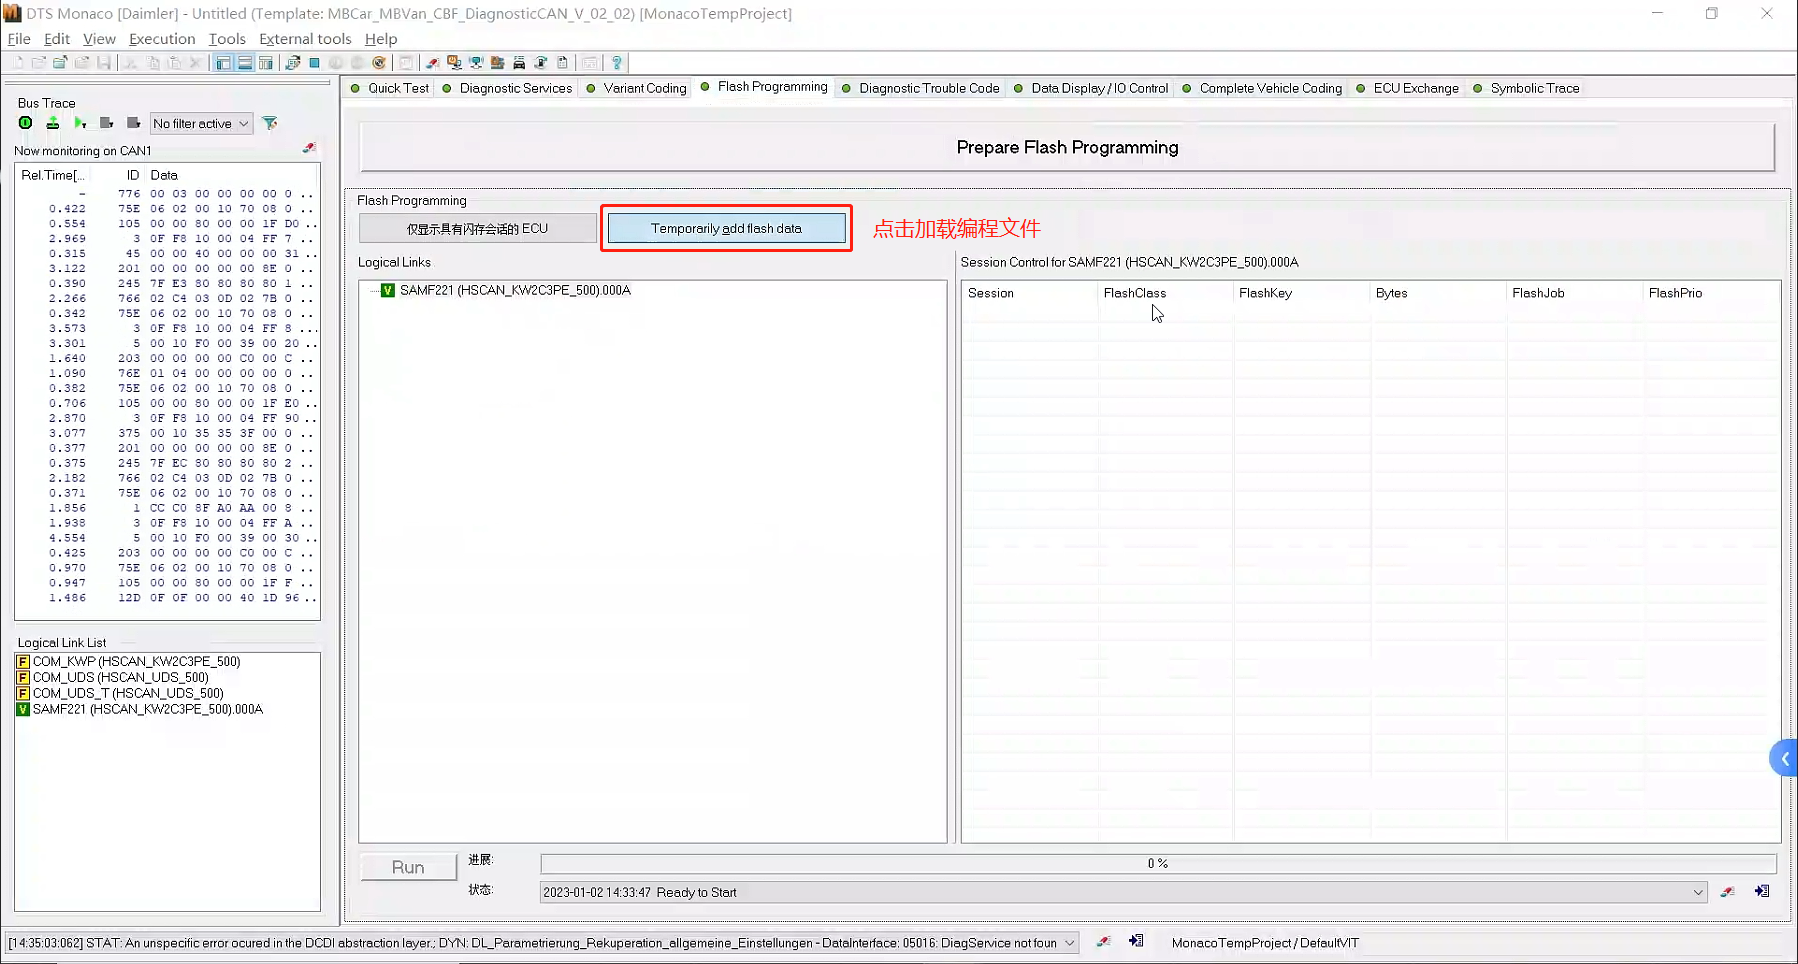 DTS Monaco [Daimler] - Untitled (Template: MBCar_MBVan_CBF_DiagnosticCAN_V_02_02) [MonacoTempProject]
File Edit View Execution Tools External tools Help
Quick Test Diagnostic Services Variant Coding Flash Programming Diagnostic Trouble Code Data Display / IO Control Complete Vehicle Coding ECU Exchange Symbolic Trace
Bus Trace
No filter active
Now monitoring on CAN1
Rel.Time[... ID Data
- 776 00 03 00 00 00 00 0 ..
0.422 75E 06 02 00 10 70 08 0 ..
0.554 105 00 00 80 00 00 1F D0 ..
2.969 3 0F F8 10 00 04 FF 7 ..
0.315 45 00 00 40 00 00 00 31 ..
3.122 201 00 00 00 00 00 8E 0 ..
0.390 245 7F E3 80 80 80 80 1 ..
2.266 766 02 C4 03 0D 02 7B 0 ..
0.342 75E 06 02 00 10 70 08 0 ..
3.573 3 0F F8 10 00 04 FF 8 ..
3.301 5 00 10 F0 00 39 00 20 ..
1.640 203 00 00 00 00 C0 00 C ..
1.090 76E 01 04 00 00 00 00 0 ..
0.382 75E 06 02 00 10 70 08 0 ..
0.706 105 00 00 80 00 00 1F E0 ..
2.870 3 0F F8 10 00 04 FF 90 ..
3.077 375 00 10 35 35 3F 00 0 ..
0.377 201 00 00 00 00 00 8E 0 ..
0.375 245 7F EC 80 80 80 80 2 ..
2.182 766 02 C4 03 0D 02 7B 0 ..
0.371 75E 06 02 00 10 70 08 0 ..
1.856 1 CC C0 8F A0 AA 00 8 ..
1.938 3 0F F8 10 00 04 FF A ..
4.554 5 00 10 F0 00 39 00 30 ..
0.425 203 00 00 00 00 C0 00 C ..
0.970 75E 06 02 00 10 70 08 0 ..
0.947 105 00 00 80 00 00 1F F ..
1.486 12D 0F 0F 00 00 40 1D 96 ..
Logical Link List
F COM_KWP (HSCAN_KW2C3PE_500)
F COM_UDS (HSCAN_UDS_500)
F COM_UDS_T (HSCAN_UDS_500)
V SAMF221 (HSCAN_KW2C3PE_500).000A
Prepare Flash Programming
Flash Programming
仅显示具有闪存会话的 ECU Temporarily add flash data 点击加载编程文件
Logical Links
V SAMF221 (HSCAN_KW2C3PE_500).000A
Session Control for SAMF221 (HSCAN_KW2C3PE_500).000A
Session FlashClass FlashKey Bytes FlashJob FlashPrio
Run
进展: 0 %
状态: 2023-01-02 14:33:47 Ready to Start
[14:35:03:062] STAT: An unspecific error ocured in the DCDI abstraction layer.; DYN: DL_Parametrierung_Rekuperation_allgemeine_Einstellungen - DataInterface: 05016: DiagService not foun
MonacoTempProject / DefaultVIT